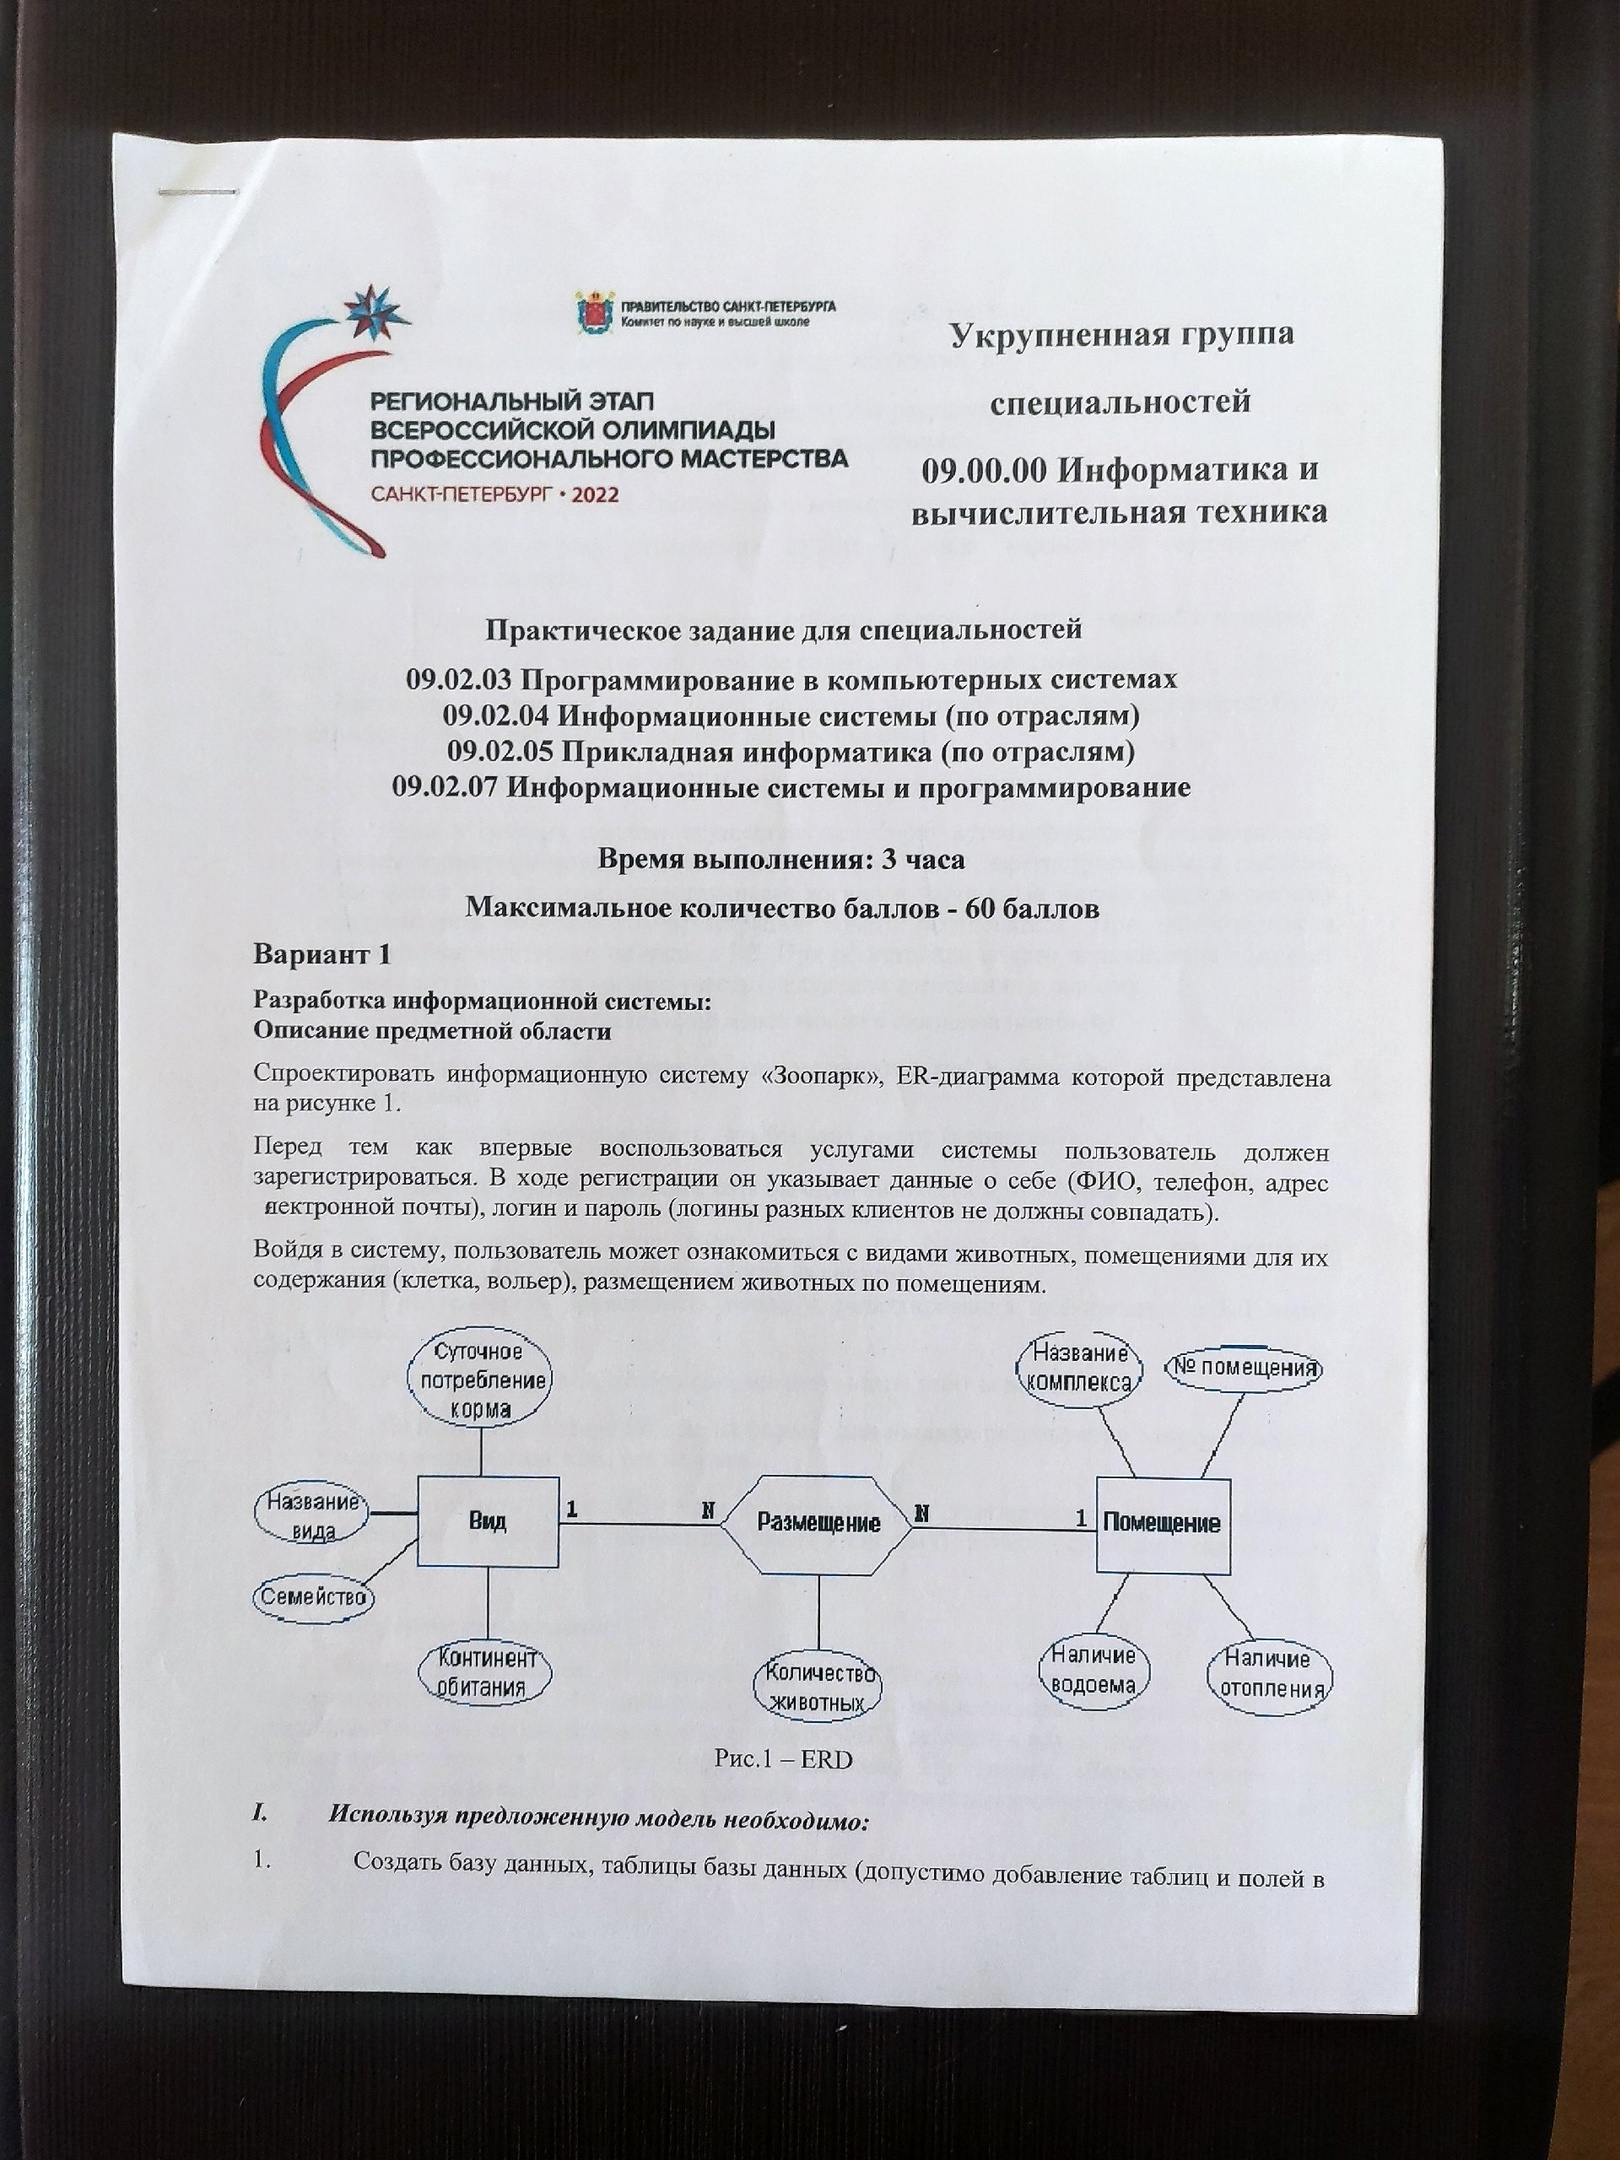 ПРАВИТЕЛЬСТВО САНКТ-ПЕТЕРБУРГА
Комитет по науке и высшей школе
РЕГИОНАЛЬНЫЙ ЭТАП
ВСЕРОССИЙСКОЙ ОЛИМПИАДЫ
ПРОФЕССИОНАЛЬНОГО МАСТЕРСТВА
САНКТ-ПЕТЕРБУРГ • 2022
Укрупненная группа
специальностей
09.00.00 Информатика и
вычислительная техника
Практическое задание для специальностей
09.02.03 Программирование в компьютерных системах
09.02.04 Информационные системы (по отраслям)
09.02.05 Прикладная информатика (по отраслям)
09.02.07 Информационные системы и программирование
Время выполнения: 3 часа
Максимальное количество баллов - 60 баллов
Вариант 1
Разработка информационной системы:
Описание предметной области
Спроектировать информационную систему «Зоопарк», ER-диаграмма которой представлена
на рисунке 1.
Перед тем как впервые воспользоваться услугами системы пользователь должен
зарегистрироваться. В ходе регистрации он указывает данные о себе (ФИО, телефон, адрес
лектронной почты), логин и пароль (логины разных клиентов не должны совпадать).
Войдя в систему, пользователь может ознакомиться с видами животных, помещениями для их
содержания (клетка, вольер), размещением животных по помещениям.
Суточное
потребление
корма
Название
комплекса
№ помещения
Название
вида
Вид
1
N
Размещение
N
1
Помещение
Семейство
Континент
обитания
Количество
животных
Наличие
водоема
Наличие
отопления
Рис.1 – ERD
I. Используя предложенную модель необходимо:
1. Создать базу данных, таблицы базы данных (допустимо добавление таблиц и полей в